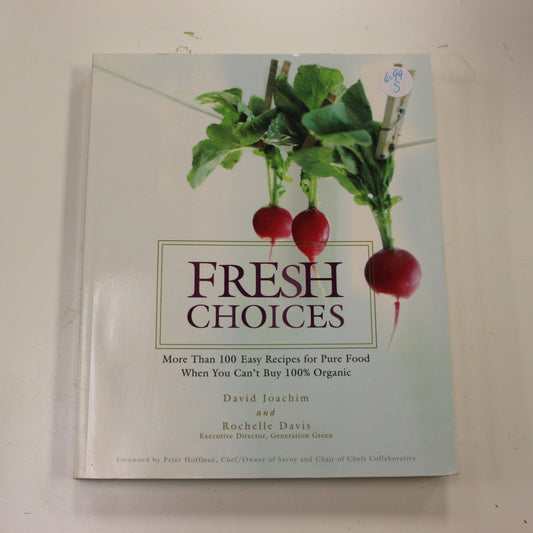 6.99
S
FRESH
CHOICES
More Than 100 Easy Recipes for Pure Food
When You Can't Buy 100% Organic
David Joachim
and
Rochelle Davis
Executive Director, Generation Green
Foreword by Peter Hoffman, Chef/Owner of Savoy and Chair of Chefs Collaborative